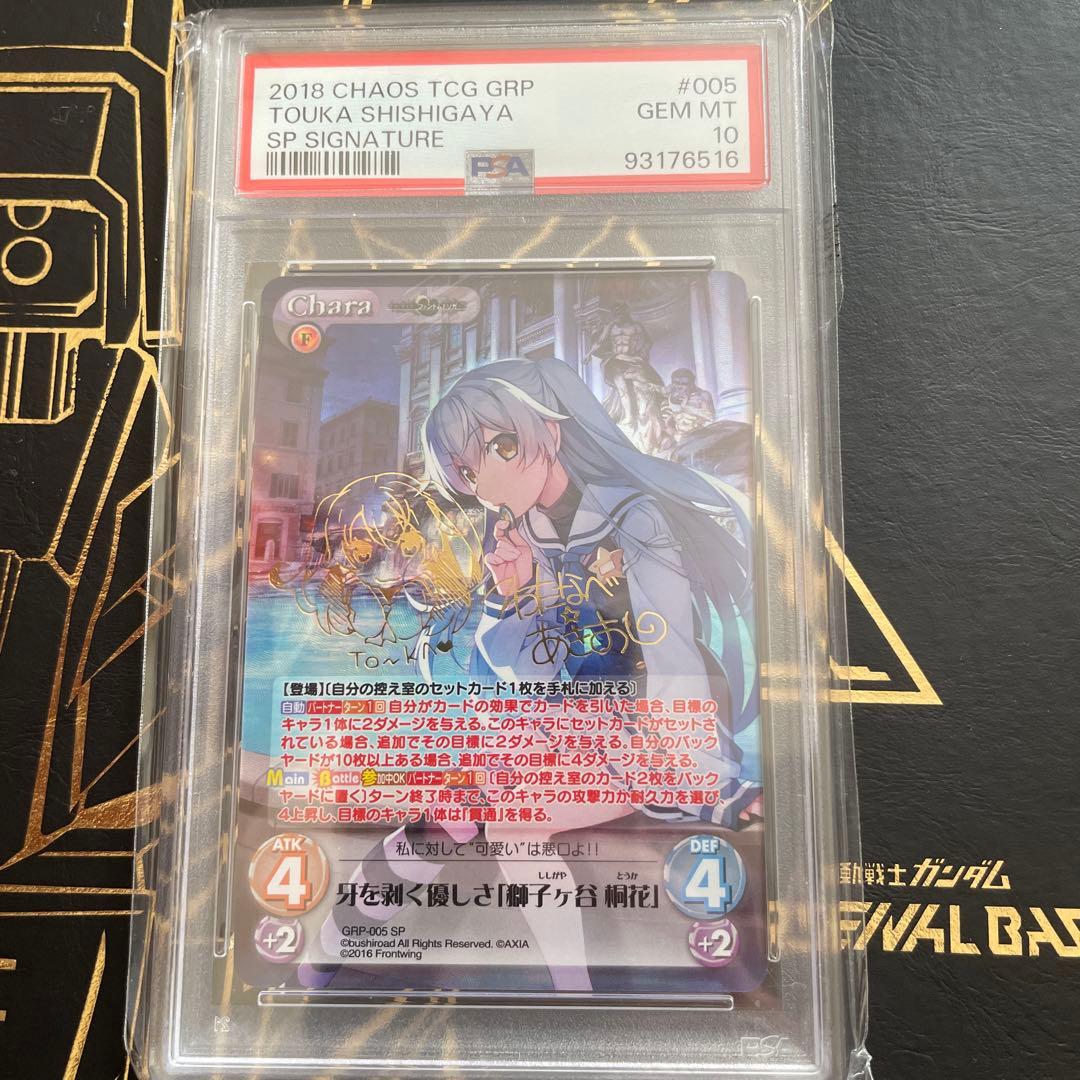 2018 CHAOS TCG GRP #005
TOUKA SHISHIGAYA GEM MT
SP SIGNATURE 10
PSA 93176516
Chara
F
TO~KA
わたなべ
あきよし
【登場】〔自分の控え室のセットカード1枚を手札に加える〕
自動 パートナー ターン1回 自分がカードの効果でカードを引いた場合、目標の
キャラ1体に2ダメージを与える。このキャラにセットカードがセットさ
れている場合、追加でその目標に2ダメージを与える。自分のバック
ヤードが10枚以上ある場合、追加でその目標に4ダメージを与える。
Main Battle 参加中OK パートナー ターン1回 〔自分の控え室のカード2枚をバック
ヤードに置く〕ターン終了時まで、このキャラの攻撃力か耐久力を選び、
4上昇し、目標のキャラ1体は「貫通」を得る。
ATK 私に対して“可愛い”は悪口よ!! DEF
ししがや とうか
4 牙を剥く優しさ「獅子ヶ谷 桐花」 4
+2 GRP-005 SP +2
©bushiroad All Rights Reserved. ©AXIA
©2016 Frontwing
動戦士ガンダム